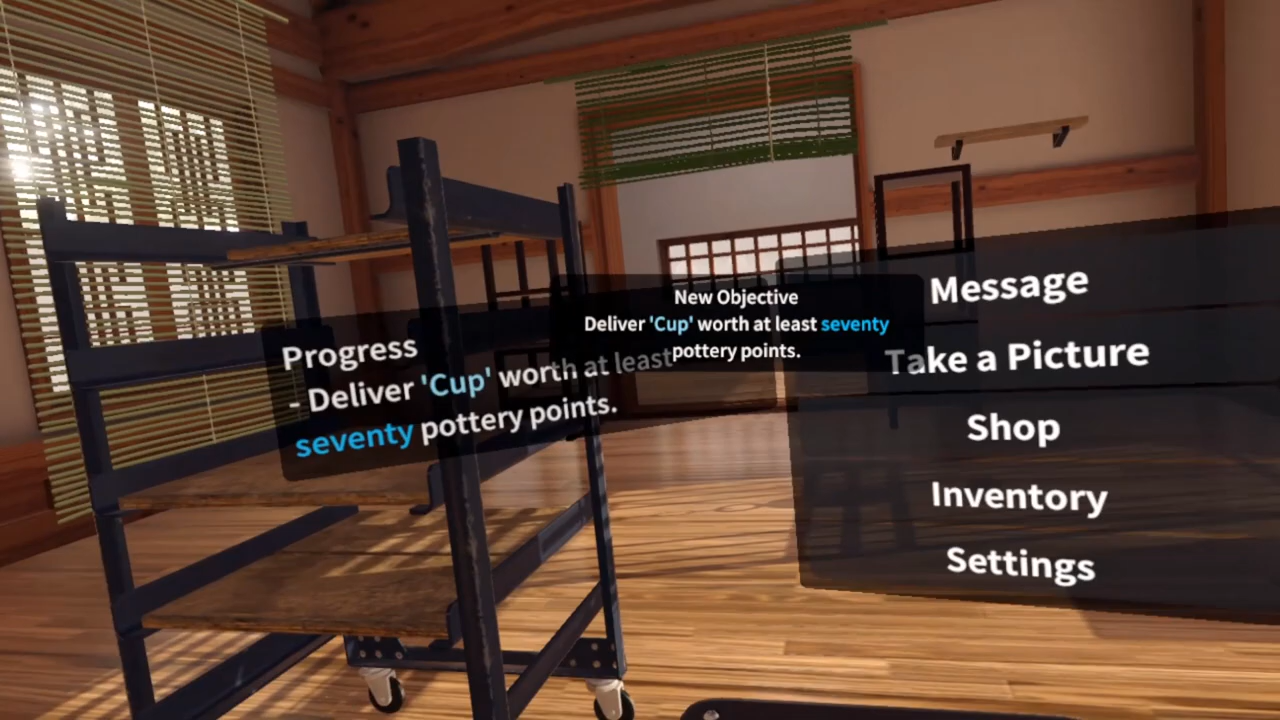 New Objective
Deliver 'Cup' worth at least seventy
pottery points.
Progress
- Deliver 'Cup' worth at least
seventy pottery points.
Message
Take a Picture
Shop
Inventory
Settings